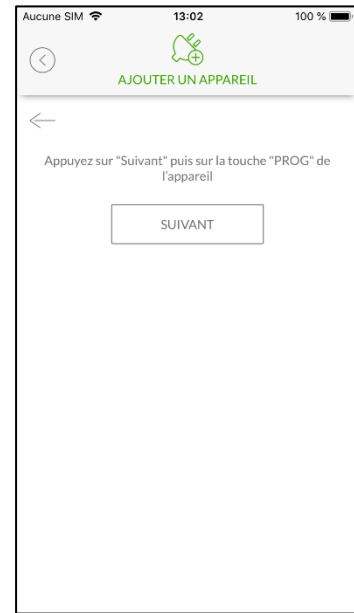 Aucune SIM 13:02 100 %
AJOUTER UN APPAREIL
Appuyez sur "Suivant" puis sur la touche "PROG" de
l'appareil
SUIVANT